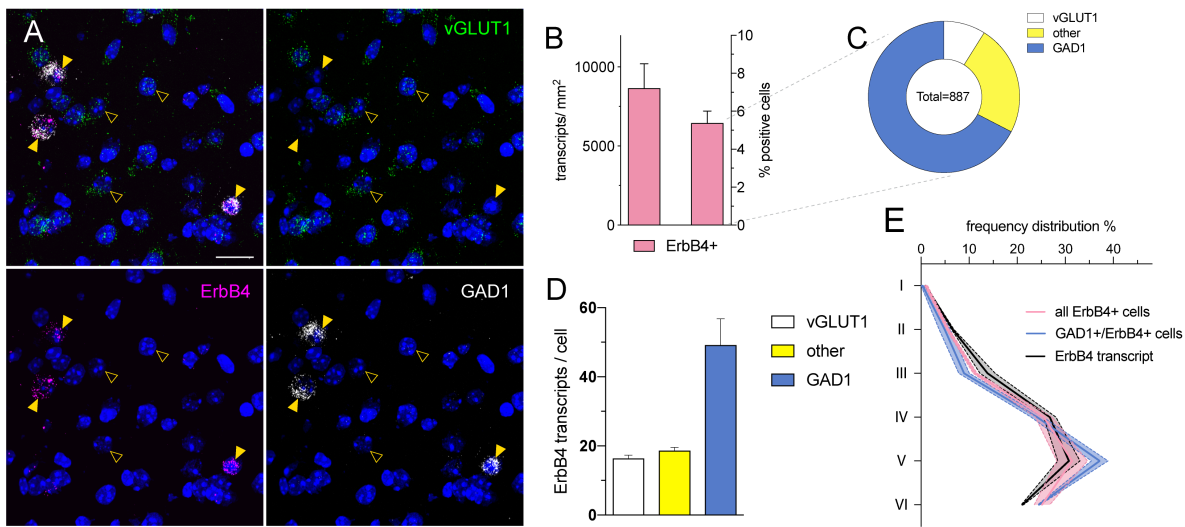 A
vGLUT1
ErbB4
GAD1
B
transcripts/ mm2
10000
5000
0
10
8
6
4
2
0
% positive cells
ErbB4+
C
vGLUT1
other
GAD1
Total=887
D
ErbB4 transcripts / cell
60
40
20
0
vGLUT1
other
GAD1
E
frequency distribution %
0 10 20 30 40
I
II
III
IV
V
VI
all ErbB4+ cells
GAD1+/ErbB4+ cells
ErbB4 transcript